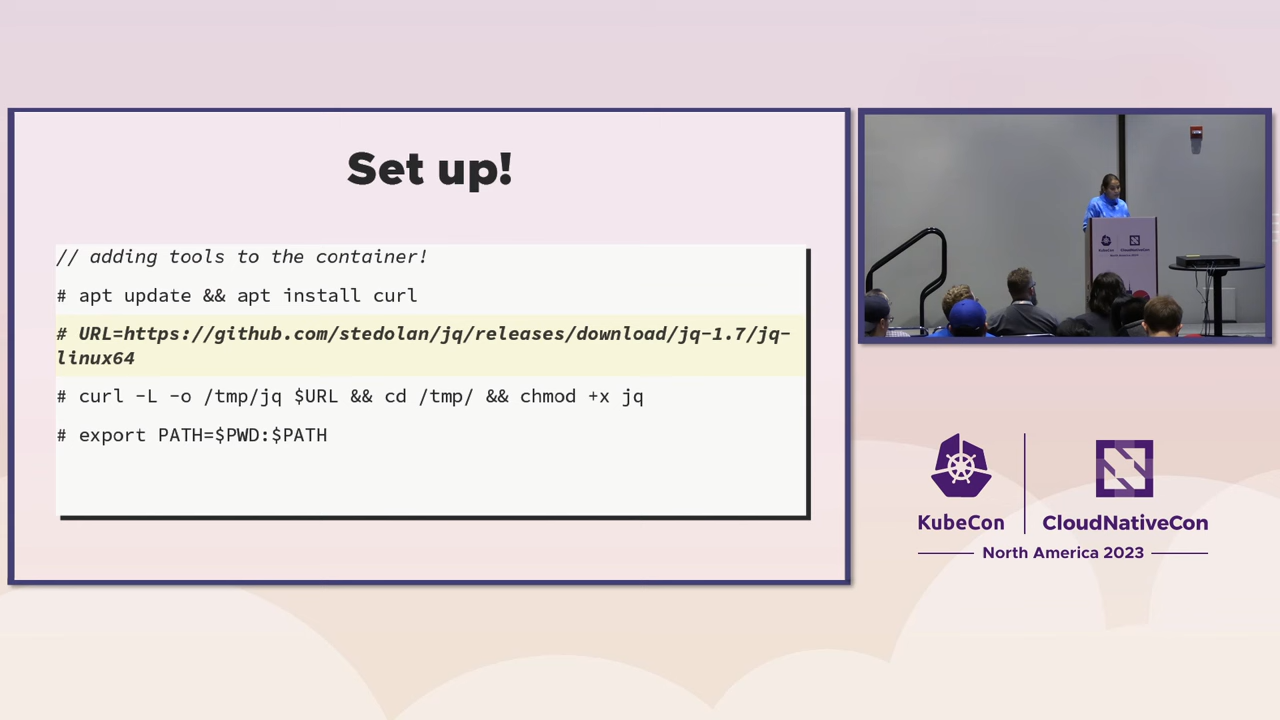 Set up!
// adding tools to the container!
# apt update && apt install curl
# URL=https://github.com/stedolan/jq/releases/download/jq-1.7/jq-
linux64
# curl -L -o /tmp/jq $URL && cd /tmp/ && chmod +x jq
# export PATH=$PWD:$PATH
KubeCon
CloudNativeCon
North America 2023